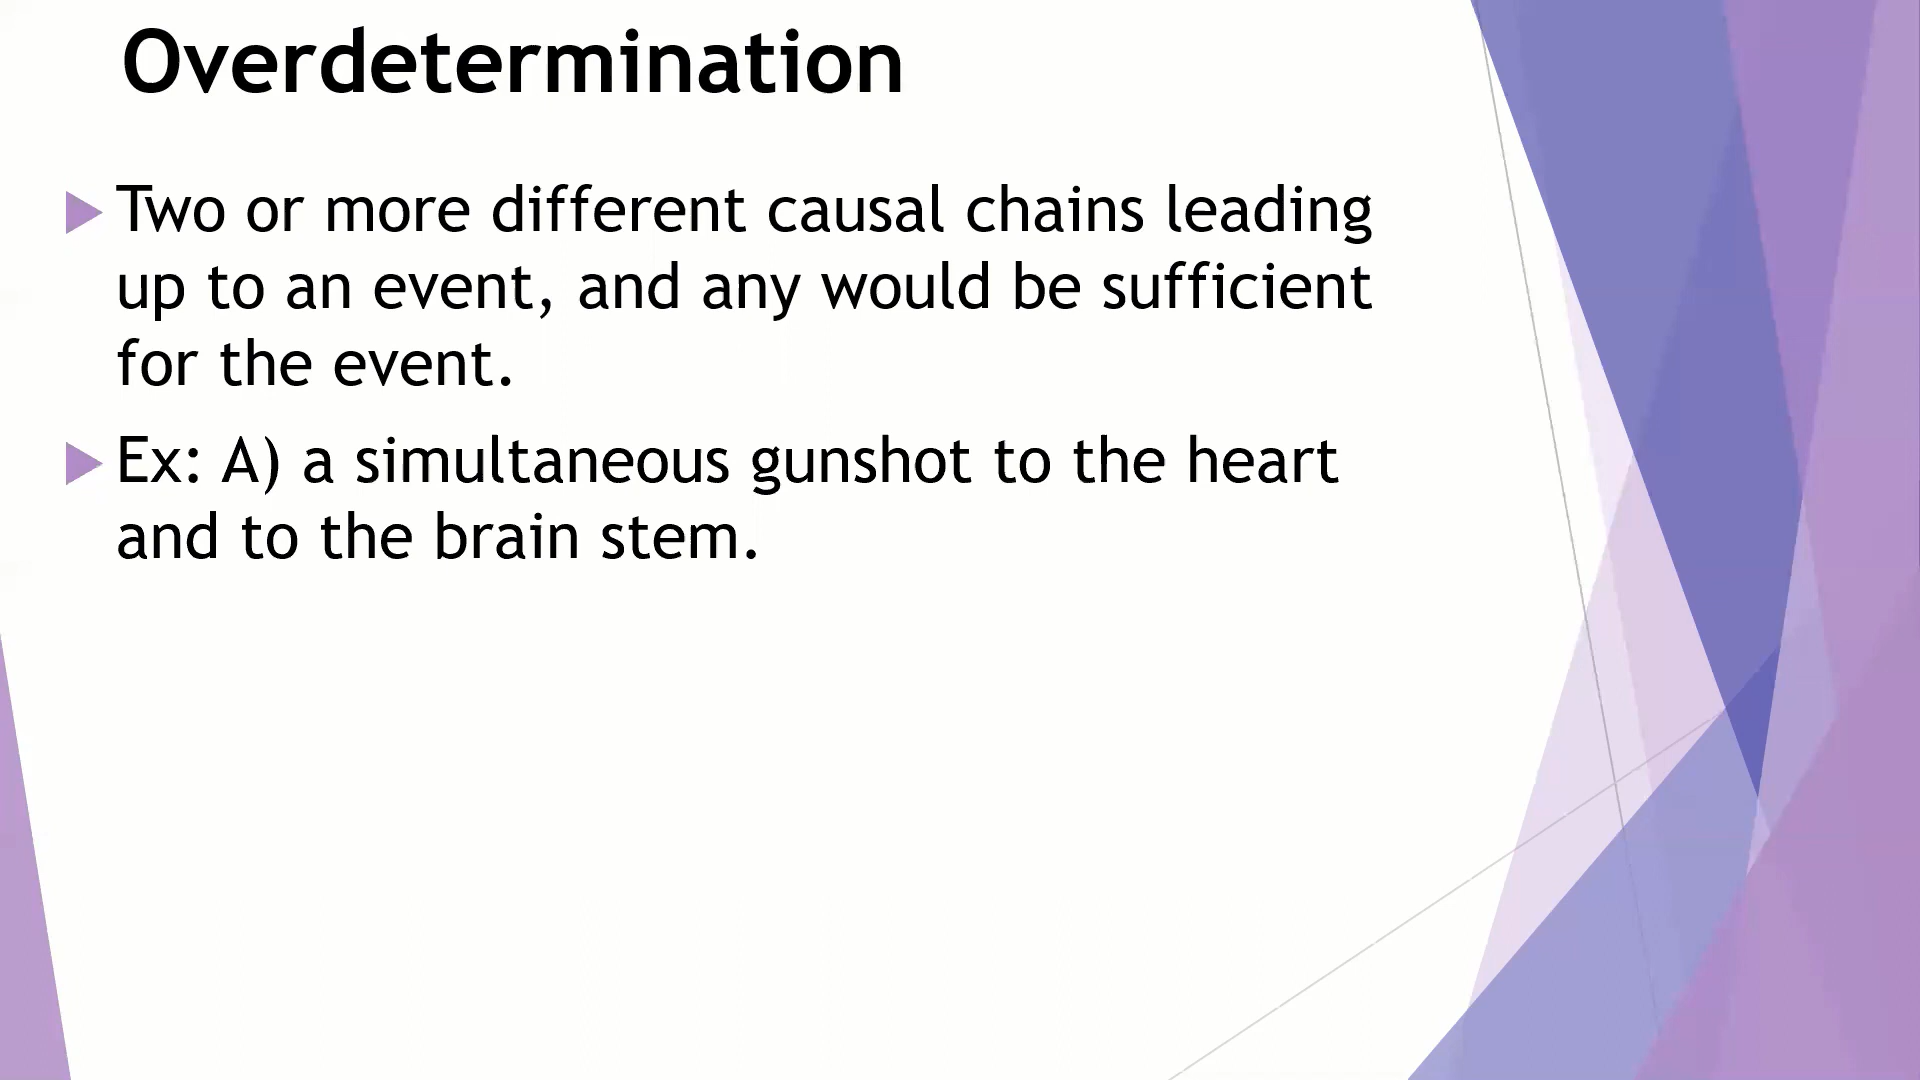 Overdetermination
Two or more different causal chains leading
up to an event, and any would be sufficient
for the event.
Ex: A) a simultaneous gunshot to the heart
and to the brain stem.